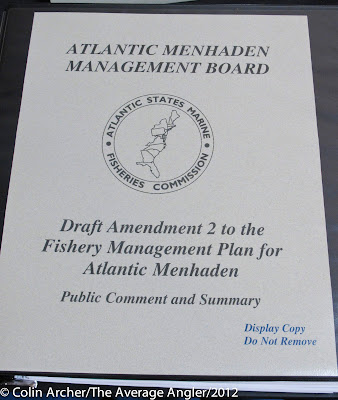 ATLANTIC MENHADEN
MANAGEMENT BOARD
ATLANTIC STATES MARINE
FISHERIES COMMISSION
Draft Amendment 2 to the
Fishery Management Plan for
Atlantic Menhaden
Public Comment and Summary
Display Copy
Do Not Remove
© Colin Archer/The Average Angler/2012